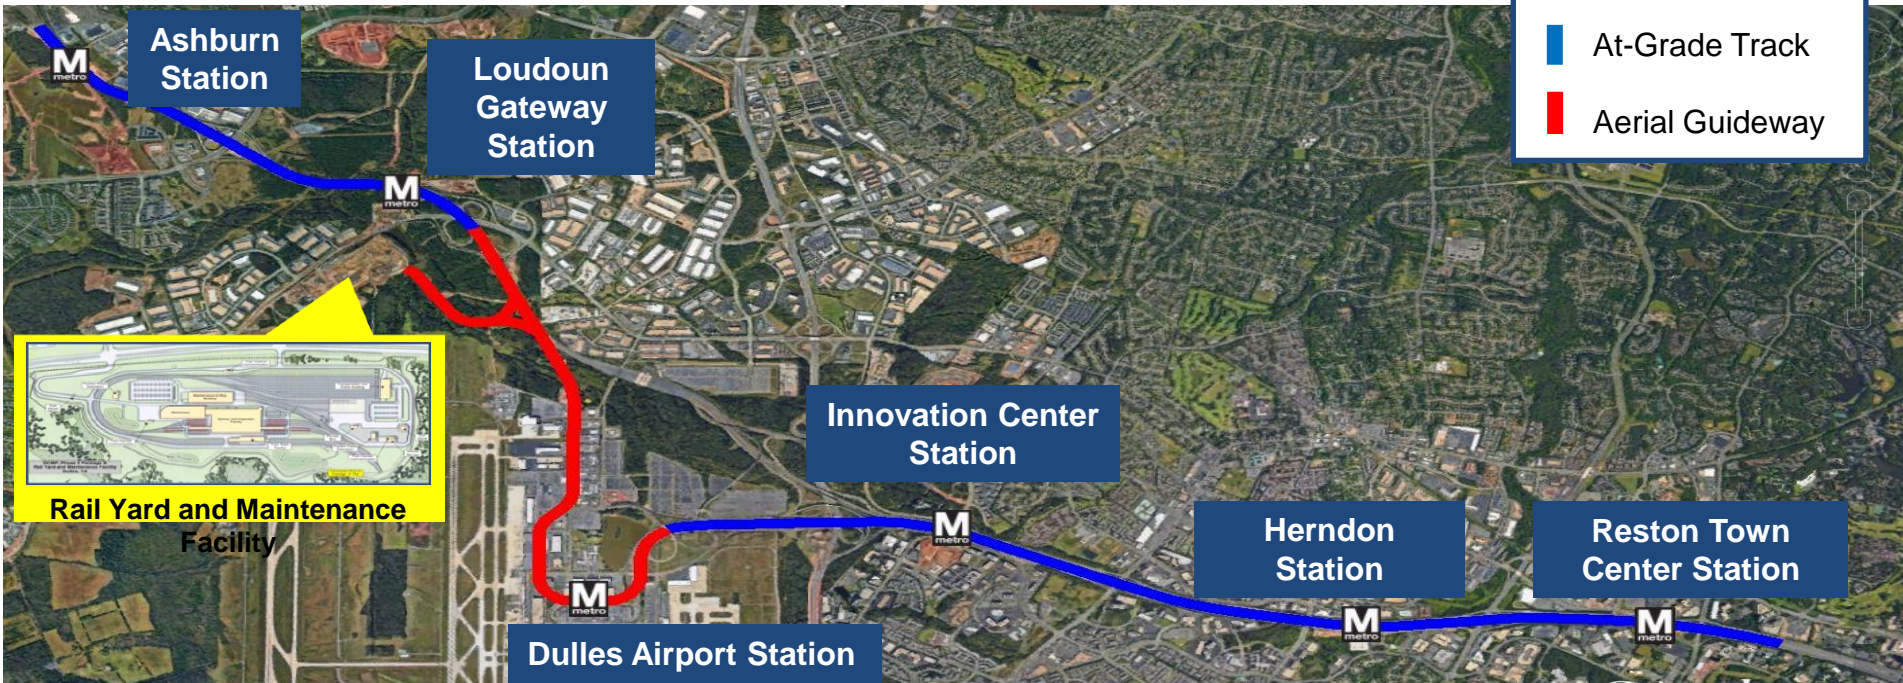 Ashburn
Station
M
metro
Loudoun
Gateway
Station
M
metro
At-Grade Track
Aerial Guideway
Rail Yard and Maintenance
Facility
Innovation Center
Station
M
metro
Herndon
Station
M
metro
Reston Town
Center Station
M
metro
M
metro
Dulles Airport Station